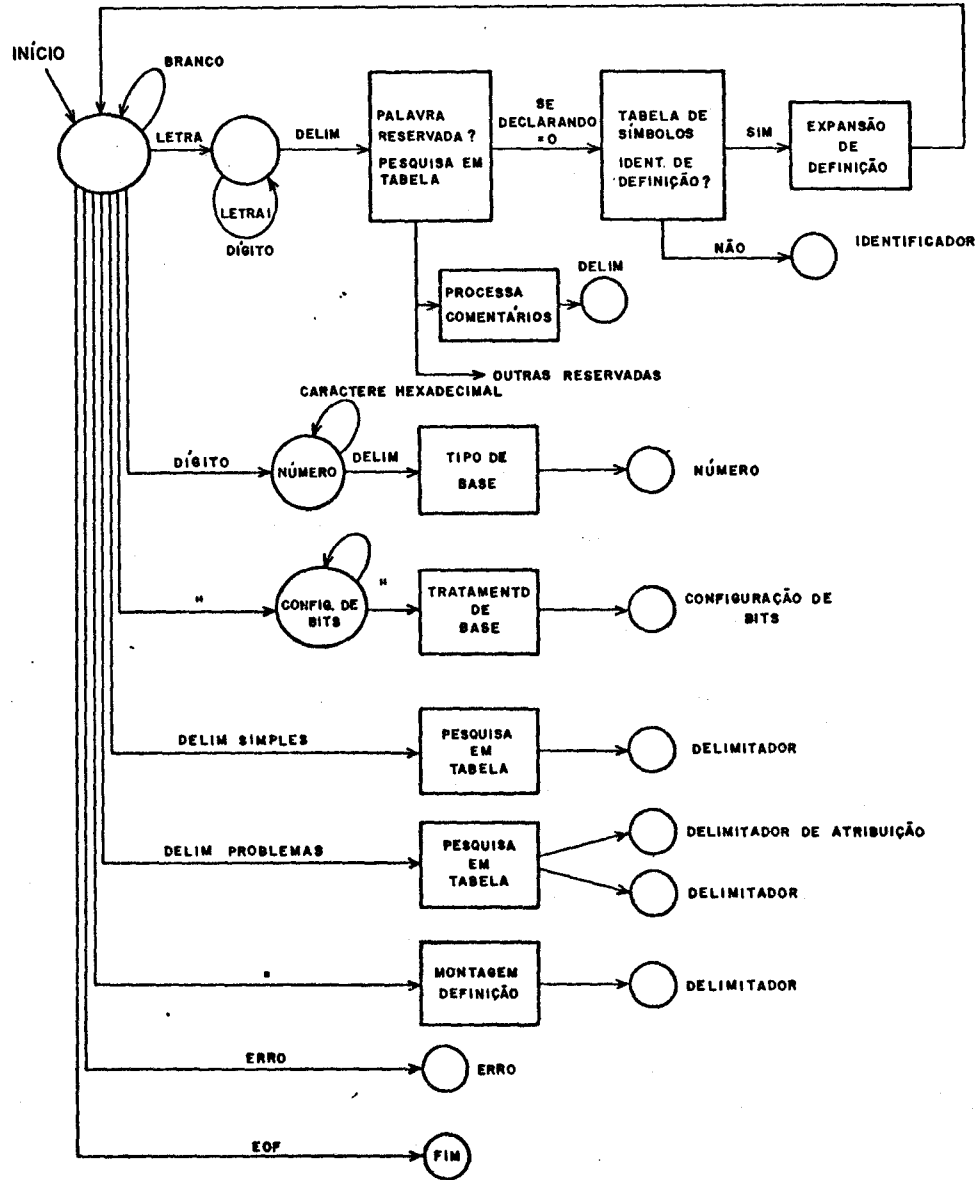 INÍCIO
BRANCO
LETRA
DELIM
LETRA I
DÍGITO
PALAVRA
RESERVADA?
PESQUISA EM
TABELA
SE
DECLARANDO
=0
TABELA DE
SÍMBOLOS
IDENT. DE
DEFINIÇÃO?
SIM
EXPANSÃO
DE
DEFINIÇÃO
NÃO
IDENTIFICADOR
PROCESSA
COMENTÁRIOS
DELIM
OUTRAS RESERVADAS
CARACTERE HEXADECIMAL
DÍGITO
NÚMERO
DELIM
TIPO DE
BASE
NÚMERO
"
CONFIG. DE
BITS
"
TRATAMENTO
DE
BASE
CONFIGURAÇÃO DE
BITS
DELIM SIMPLES
PESQUISA
EM
TABELA
DELIMITADOR
DELIM PROBLEMAS
PESQUISA
EM
TABELA
DELIMITADOR DE ATRIBUIÇÃO
DELIMITADOR
MONTAGEM
DEFINIÇÃO
DELIMITADOR
ERRO
ERRO
EOF
FIM